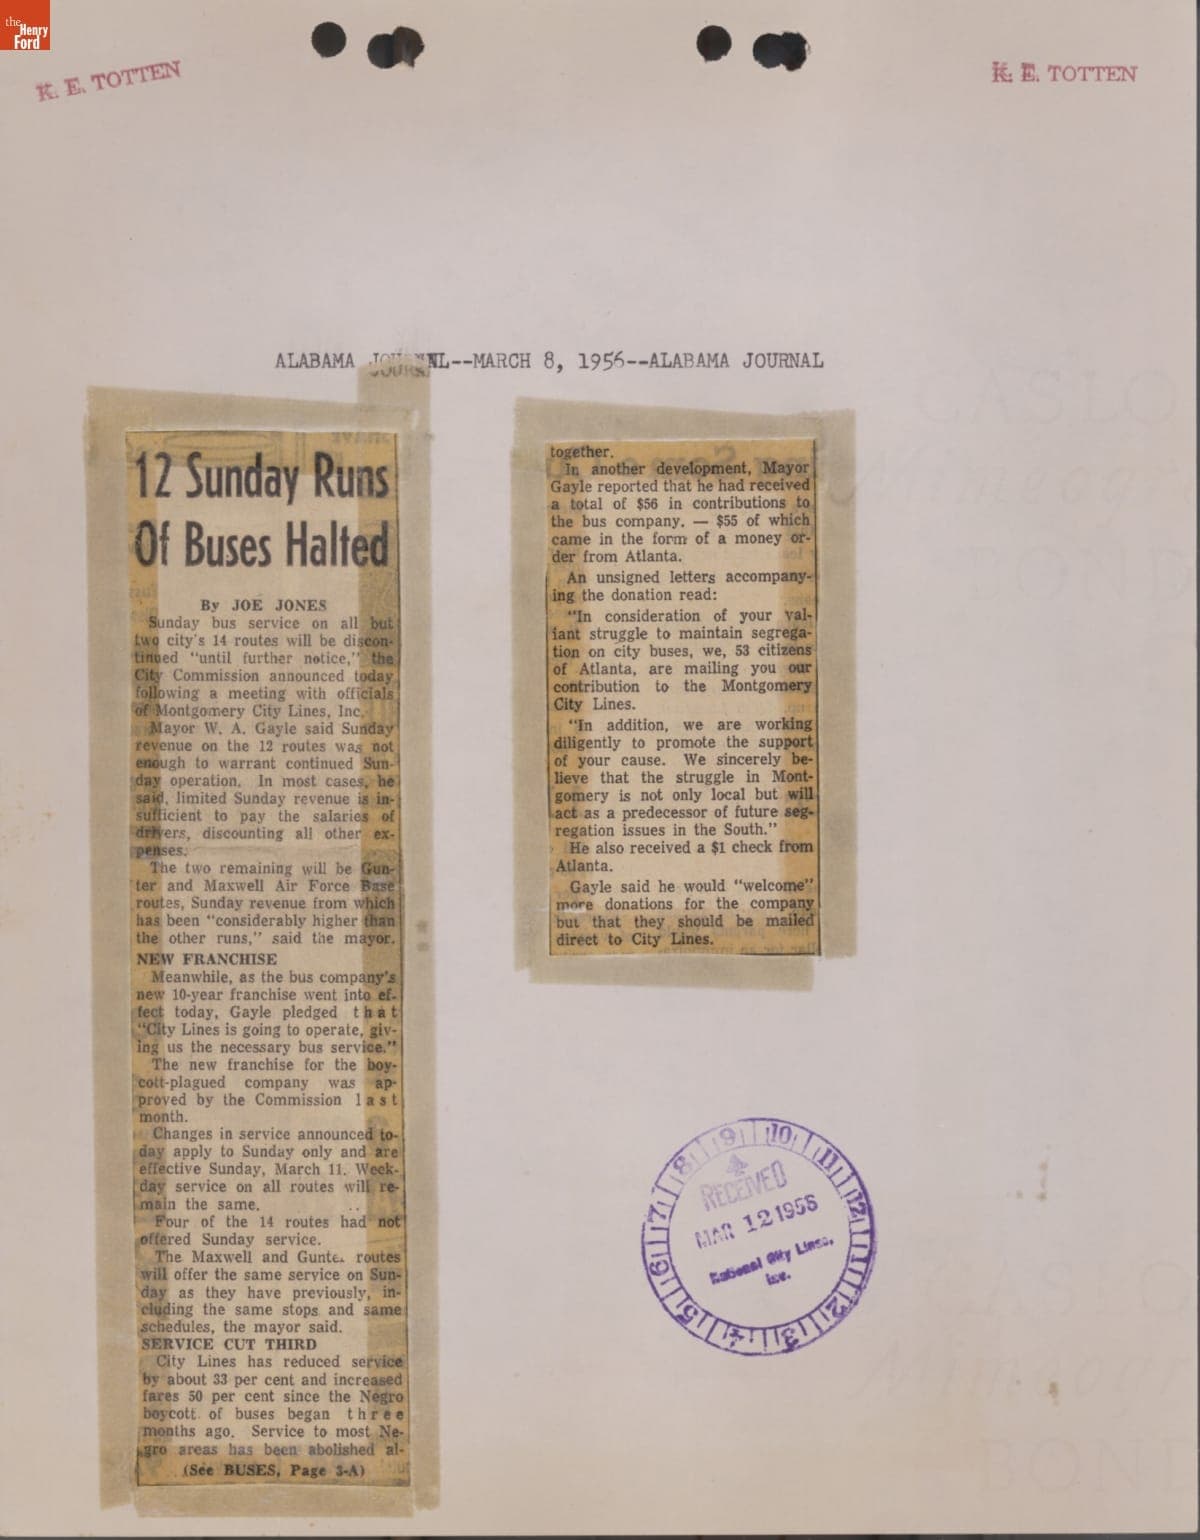 the
Henry
Ford
K. E. TOTTEN
K. E. TOTTEN
ALABAMA JOURNAL--MARCH 8, 1956--ALABAMA JOURNAL
12 Sunday Runs
Of Buses Halted
By JOE JONES
Sunday bus service on all but
two city's 14 routes will be discon-
tinued "until further notice," the
City Commission announced today
following a meeting with officials
of Montgomery City Lines, Inc.
Mayor W. A. Gayle said Sunday
revenue on the 12 routes was not
enough to warrant continued Sun-
day operation. In most cases, he
said, limited Sunday revenue is in-
sufficient to pay the salaries of
drivers, discounting all other ex-
penses.
The two remaining will be Gun-
ter and Maxwell Air Force Base
routes, Sunday revenue from which
has been "considerably higher than
the other runs," said the mayor.
NEW FRANCHISE
Meanwhile, as the bus company's
new 10-year franchise went into ef-
fect today, Gayle pledged that
"City Lines is going to operate, giv-
ing us the necessary bus service."
The new franchise for the boy-
cott-plagued company was ap-
proved by the Commission last
month.
Changes in service announced to-
day apply to Sunday only and are
effective Sunday, March 11. Week-
day service on all routes will re-
main the same.
Four of the 14 routes had not
offered Sunday service.
The Maxwell and Gunte. routes
will offer the same service on Sun-
day as they have previously, in-
cluding the same stops and same
schedules, the mayor said.
SERVICE CUT THIRD
City Lines has reduced service
by about 33 per cent and increased
fares 50 per cent since the Negro
boycott of buses began three
months ago. Service to most Ne-
gro areas has been abolished al-
(See BUSES, Page 3-A)
together.
In another development, Mayor
Gayle reported that he had received
a total of $56 in contributions to
the bus company. — $55 of which
came in the form of a money or-
der from Atlanta.
An unsigned letters accompany-
ing the donation read:
"In consideration of your val-
iant struggle to maintain segrega-
tion on city buses, we, 53 citizens
of Atlanta, are mailing you our
contribution to the Montgomery
City Lines.
"In addition, we are working
diligently to promote the support
of your cause. We sincerely be-
lieve that the struggle in Mont-
gomery is not only local but will
act as a predecessor of future seg-
regation issues in the South."
He also received a $1 check from
Atlanta.
Gayle said he would "welcome"
more donations for the company
but that they should be mailed
direct to City Lines.
9 10 11 12 1 2 3 4 5 6 7 8
RECEIVED
MAR 12 1956
National City Lines,
Inc.